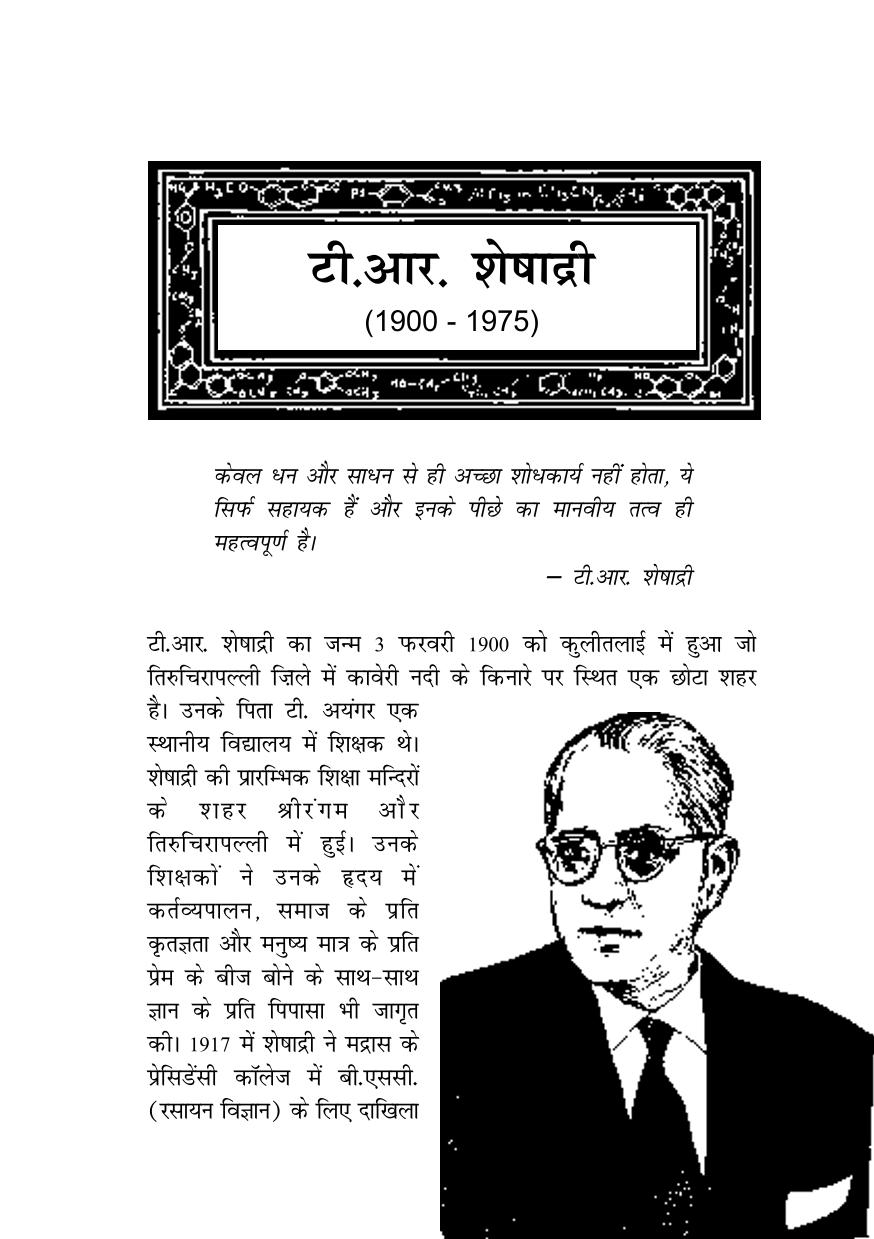 टी.आर. शेषाद्री
(1900 - 1975)
केवल धन और साधन से ही अच्छा शोधकार्य नहीं होता, ये
सिर्फ सहायक हैं और इनके पीछे का मानवीय तत्व ही
महत्वपूर्ण है।
– टी.आर. शेषाद्री
टी.आर. शेषाद्री का जन्म 3 फरवरी 1900 को कुलीतलाई में हुआ जो
तिरुचिरापल्ली ज़िले में कावेरी नदी के किनारे पर स्थित एक छोटा शहर
है। उनके पिता टी. अयंगर एक
स्थानीय विद्यालय में शिक्षक थे।
शेषाद्री की प्रारम्भिक शिक्षा मन्दिरों
के शहर श्रीरंगम और
तिरुचिरापल्ली में हुई। उनके
शिक्षकों ने उनके हृदय में
कर्तव्यपालन, समाज के प्रति
कृतज्ञता और मनुष्य मात्र के प्रति
प्रेम के बीज बोने के साथ-साथ
ज्ञान के प्रति पिपासा भी जागृत
की। 1917 में शेषाद्री ने मद्रास के
प्रेसिडेंसी कॉलेज में बी.एससी.
(रसायन विज्ञान) के लिए दाखिला